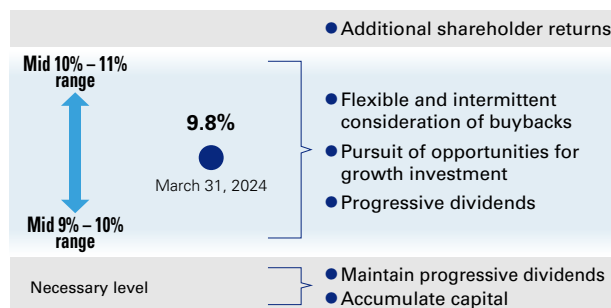 ● Additional shareholder returns
Mid 10% – 11%
range
9.8%
March 31, 2024
Mid 9% – 10%
range
● Flexible and intermittent
consideration of buybacks
● Pursuit of opportunities for
growth investment
● Progressive dividends
Necessary level
● Maintain progressive dividends
● Accumulate capital